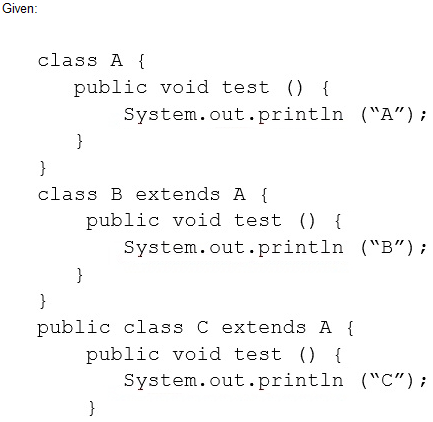 Given:
class A {
public void test () {
System.out.println (“A”);
}
}
class B extends A {
public void test () {
System.out.println (“B”);
}
}
public class C extends A {
public void test () {
System.out.println (“C”);
}